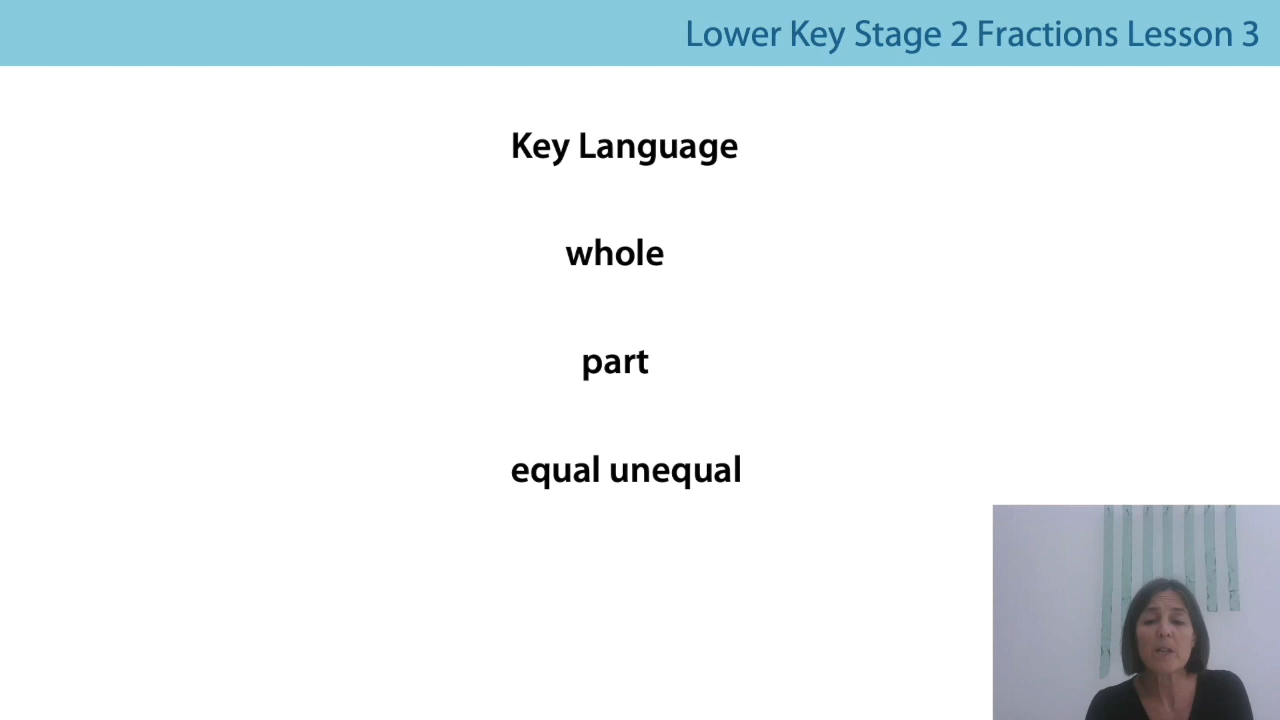 Lower Key Stage 2 Fractions Lesson 3
Key Language
whole
part
equal unequal